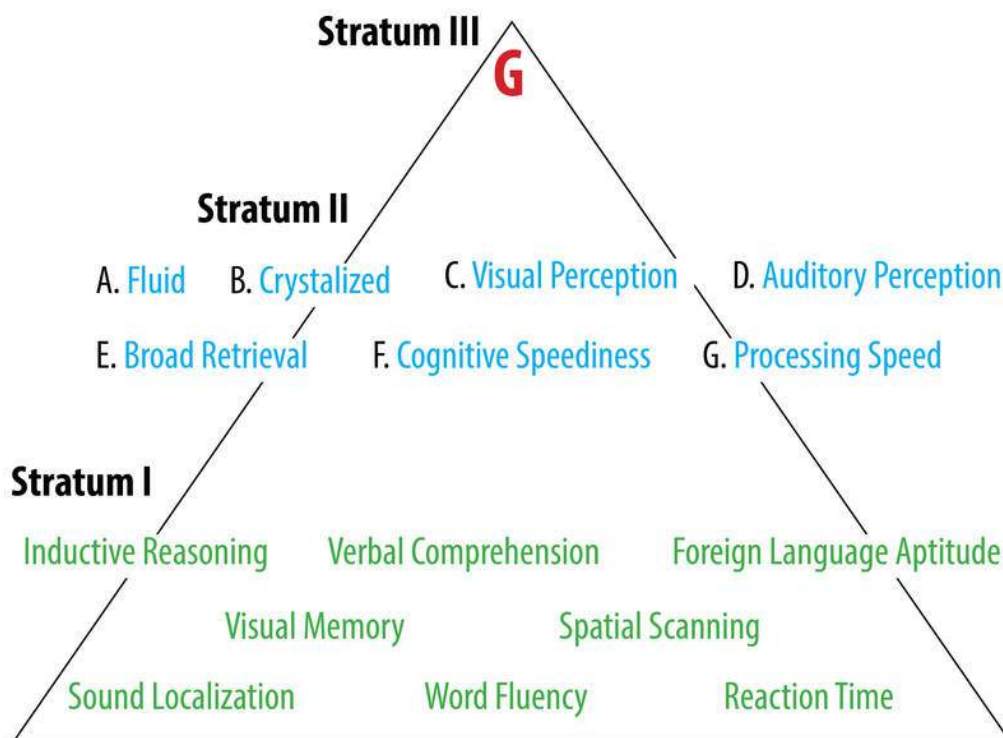 Stratum III
G
Stratum II
A. Fluid B. Crystalized C. Visual Perception D. Auditory Perception
E. Broad Retrieval F. Cognitive Speediness G. Processing Speed
Stratum I
Inductive Reasoning Verbal Comprehension Foreign Language Aptitude
Visual Memory Spatial Scanning
Sound Localization Word Fluency Reaction Time